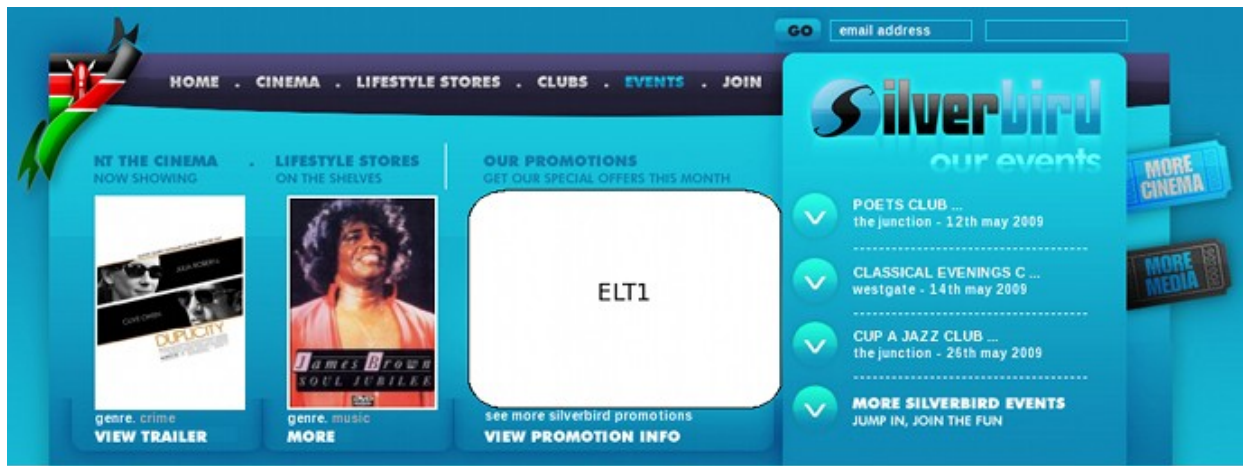 GO email address
HOME . CINEMA . LIFESTYLE STORES . CLUBS . EVENTS . JOIN
Silverbird
our events
NT THE CINEMA . LIFESTYLE STORES
NOW SHOWING ON THE SHELVES
OUR PROMOTIONS
GET OUR SPECIAL OFFERS THIS MONTH
CLIVE OWEN
DUPLICITY
James Brown
SOUL JUBILEE
DVD
ELT1
genre. crime
VIEW TRAILER
genre. music
MORE
see more silverbird promotions
VIEW PROMOTION INFO
POETS CLUB ...
the junction - 12th may 2009
CLASSICAL EVENINGS C ...
westgate - 14th may 2009
CUP A JAZZ CLUB ...
the junction - 26th may 2009
MORE SILVERBIRD EVENTS
JUMP IN, JOIN THE FUN
MORE
CINEMA
MORE
MEDIA